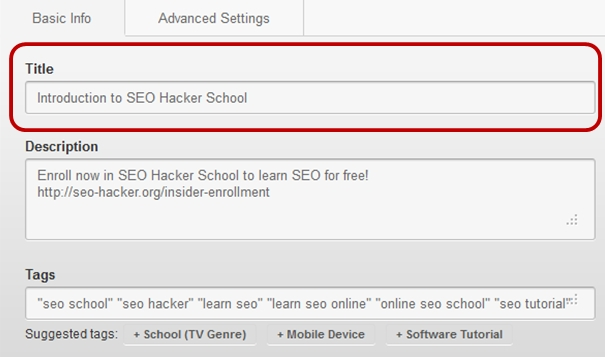 Basic Info Advanced Settings
Title
Introduction to SEO Hacker School
Description
Enroll now in SEO Hacker School to learn SEO for free!
http://seo-hacker.org/insider-enrollment
Tags
"seo school" "seo hacker" "learn seo" "learn seo online" "online seo school" "seo tutorial"
Suggested tags: + School (TV Genre) + Mobile Device + Software Tutorial